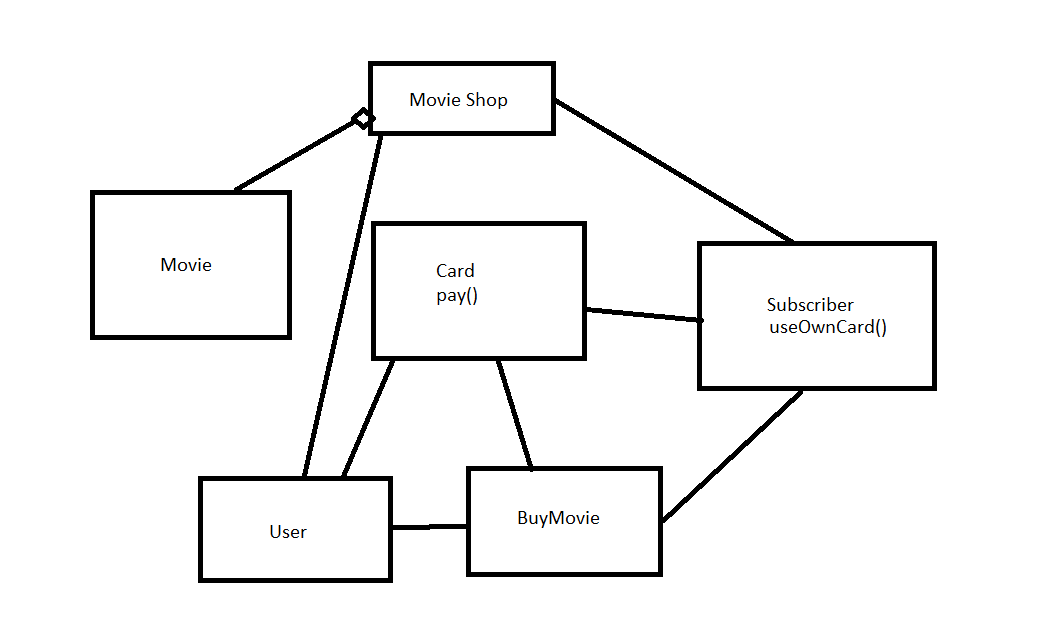 Movie Shop
Movie
Card
pay()
Subscriber
useOwnCard()
User
BuyMovie